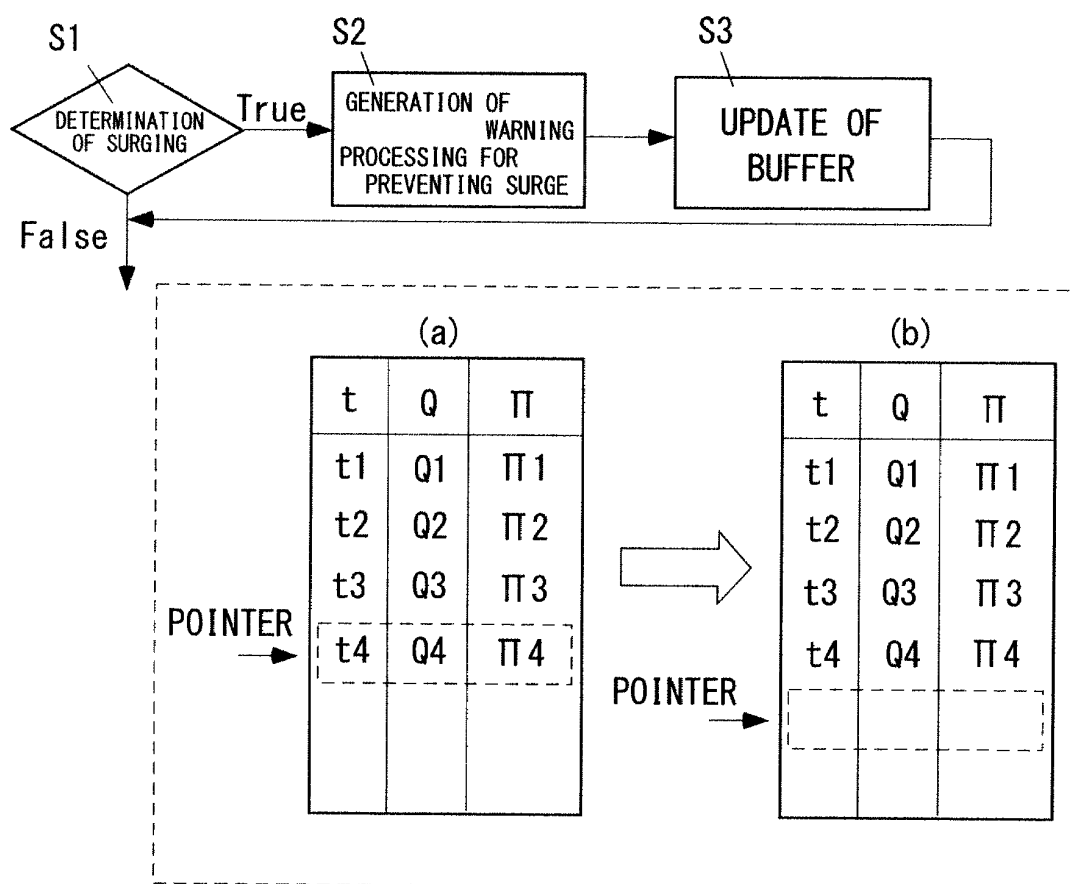 S1
S2
S3
DETERMINATION
OF SURGING
True
GENERATION OF
WARNING
PROCESSING FOR
PREVENTING SURGE
UPDATE OF
BUFFER
False
(a)
(b)
t Q Π
t1 Q1 Π1
t2 Q2 Π2
t3 Q3 Π3
t4 Q4 Π4
POINTER
t Q Π
t1 Q1 Π1
t2 Q2 Π2
t3 Q3 Π3
t4 Q4 Π4
POINTER